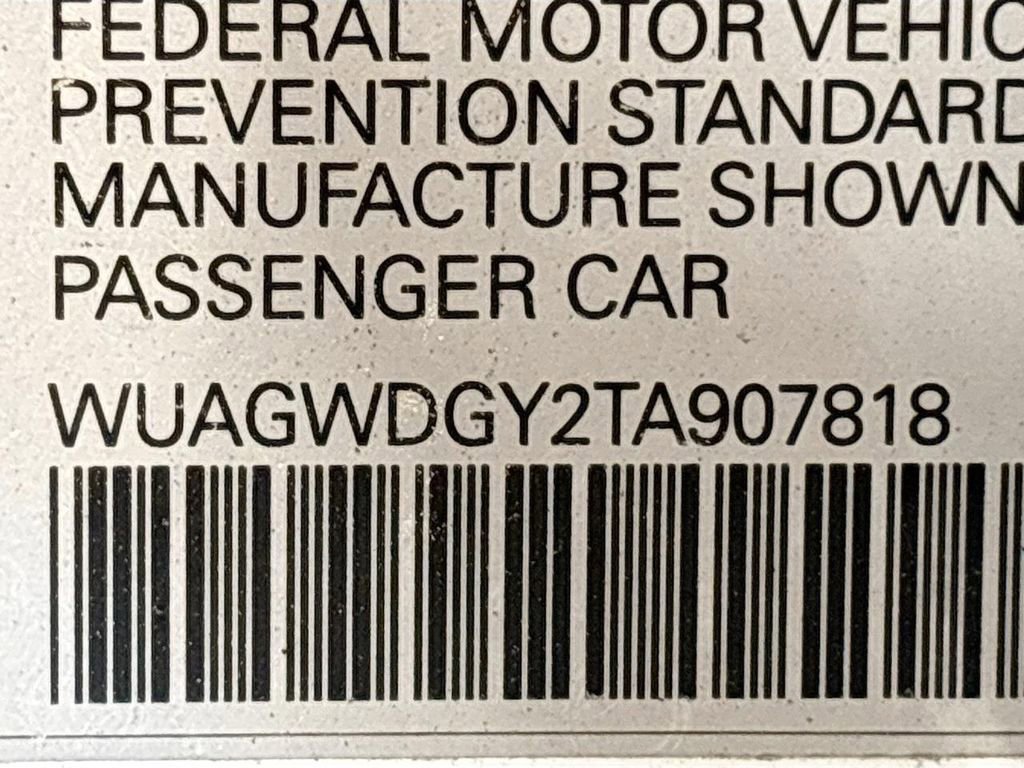 FEDERAL MOTOR VEHIC
PREVENTION STANDARD
MANUFACTURE SHOWN
PASSENGER CAR
WUAGWDGY2TA907818